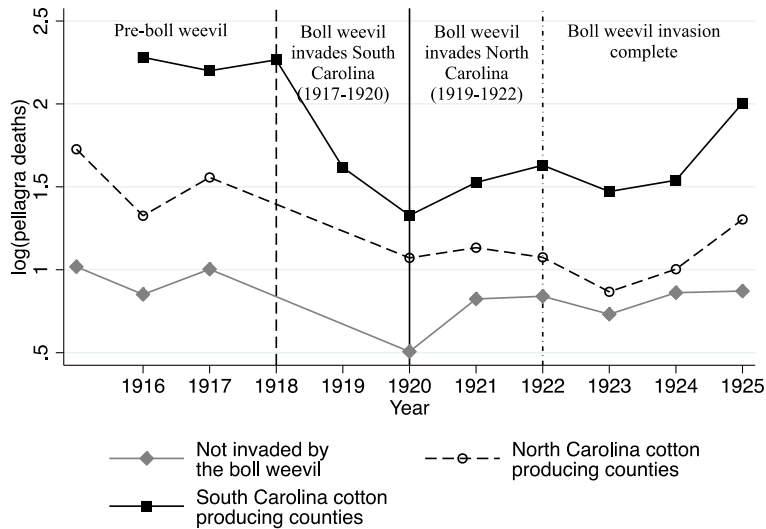 Pre-boll weevil
Boll weevil
invades South
Carolina
(1917-1920)
Boll weevil
invades North
Carolina
(1919-1922)
Boll weevil invasion
complete
log(pellagra deaths)
2.5
2
1.5
1
.5
1916 1917 1918 1919 1920 1921 1922 1923 1924 1925
Year
Not invaded by
the boll weevil
North Carolina cotton
producing counties
South Carolina cotton
producing counties